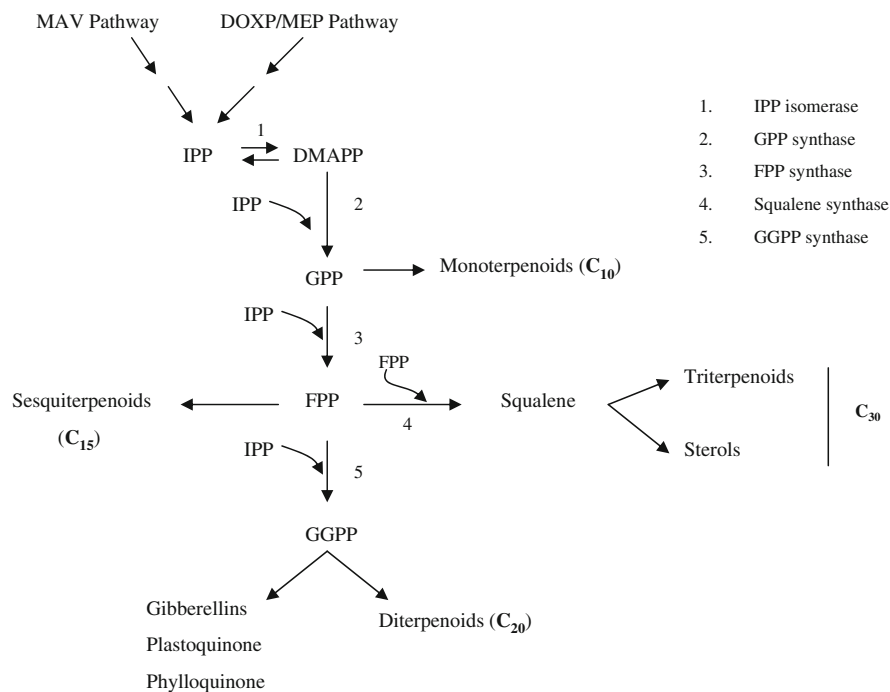 MAV Pathway
DOXP/MEP Pathway
1
IPP
DMAPP
IPP
2
GPP
Monoterpenoids (C10)
IPP
3
FPP
Sesquiterpenoids
(C15)
FPP
4
Squalene
Triterpenoids
Sterols
C30
IPP
5
GGPP
Gibberellins
Plastoquinone
Phylloquinone
Diterpenoids (C20)
1. IPP isomerase
2. GPP synthase
3. FPP synthase
4. Squalene synthase
5. GGPP synthase